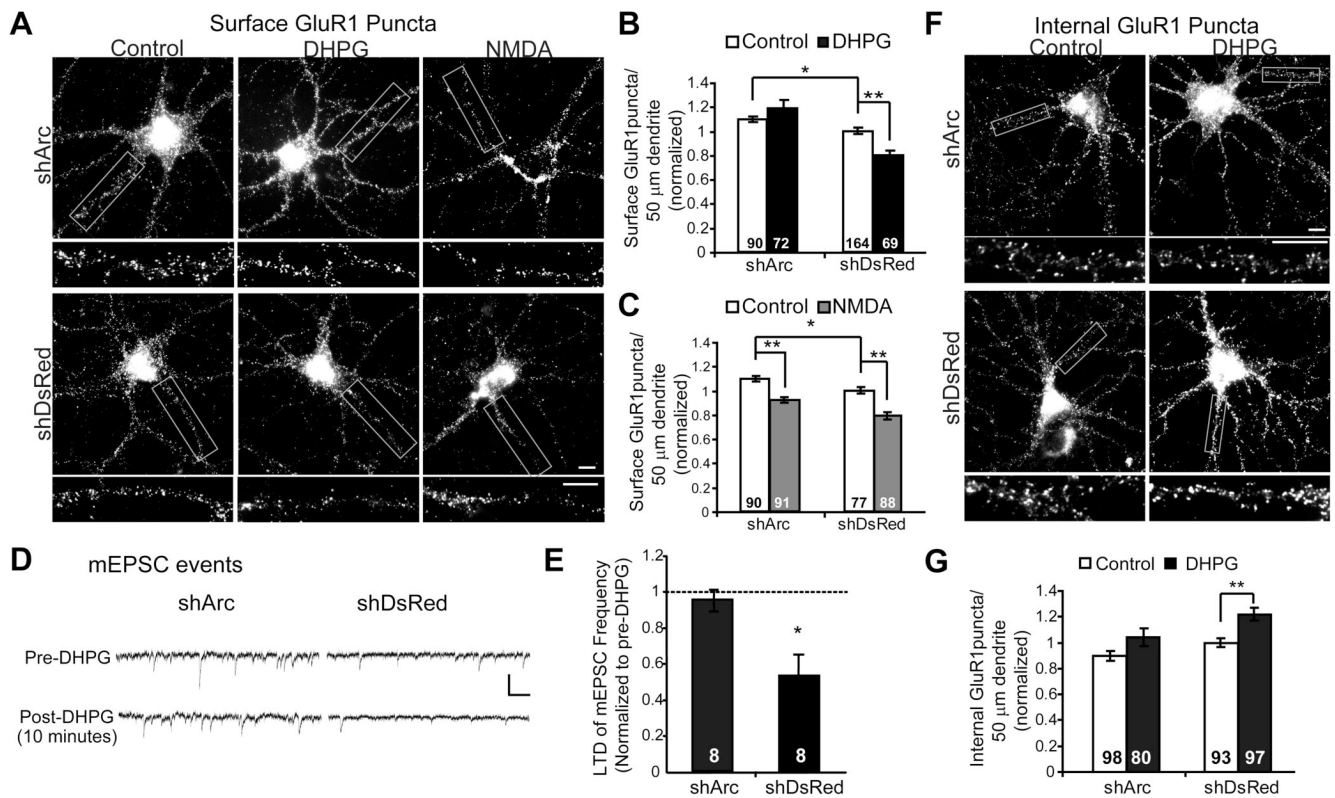 A
Surface GluR1 Puncta
Control
DHPG
NMDA
shArc
shDsRed
B
Control
DHPG
Surface GluR1puncta/
50 μm dendrite
(normalized)
1.4
1.2
1
0.8
0.6
0.4
0.2
0
*
**
90
72
164
69
shArc
shDsRed
C
Control
NMDA
Surface GluR1puncta/
50 μm dendrite
(normalized)
1.4
1.2
1
0.8
0.6
0.4
0.2
0
*
**
**
90
91
77
88
shArc
shDsRed
D
mEPSC events
shArc
shDsRed
Pre-DHPG
Post-DHPG
(10 minutes)
E
LTD of mEPSC Frequency
(Normalized to pre-DHPG)
1.2
1
0.8
0.6
0.4
0.2
0
*
8
8
shArc
shDsRed
F
Internal GluR1 Puncta
Control
DHPG
shArc
shDsRed
G
Control
DHPG
Internal GluR1puncta/
50 μm dendrite
(normalized)
1.4
1.2
1
0.8
0.6
0.4
0.2
0
**
98
80
93
97
shArc
shDsRed